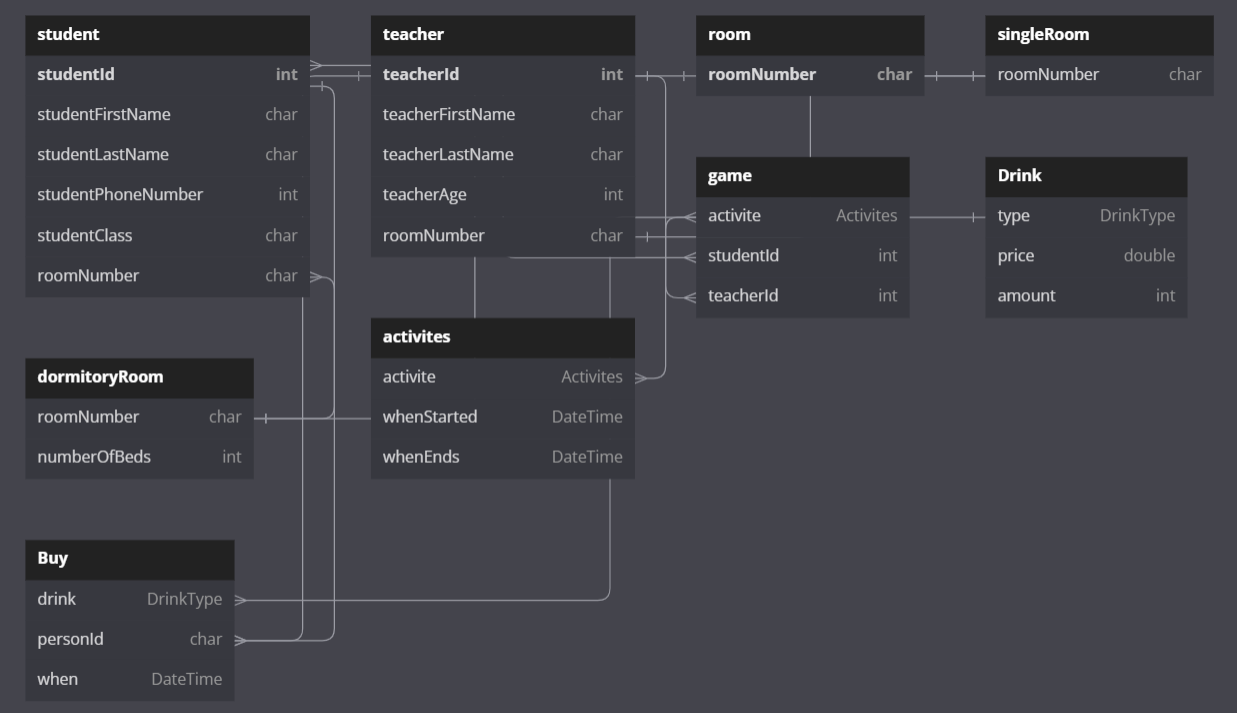 student
studentId int
studentFirstName char
studentLastName char
studentPhoneNumber int
studentClass char
roomNumber char
teacher
teacherId int
teacherFirstName char
teacherLastName char
teacherAge int
roomNumber char
room
roomNumber char
singleRoom
roomNumber char
game
activite Activites
studentId int
teacherId int
Drink
type DrinkType
price double
amount int
dormitoryRoom
roomNumber char
numberOfBeds int
activites
activite Activites
whenStarted DateTime
whenEnds DateTime
Buy
drink DrinkType
personId char
when DateTime